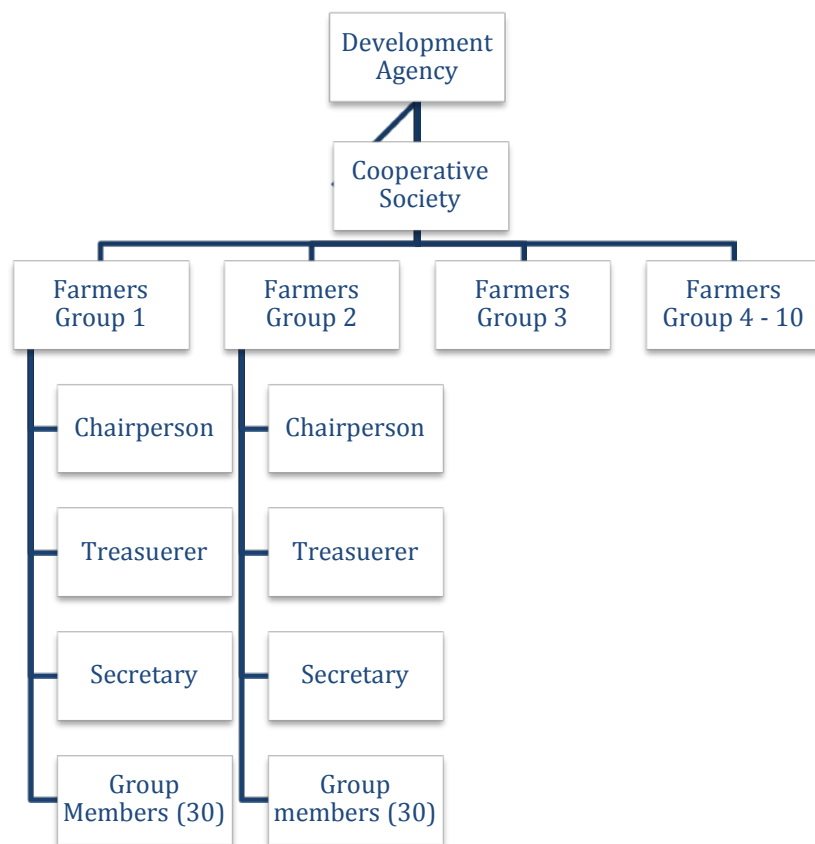 Development
Agency
Cooperative
Society
Farmers
Group 1
Farmers
Group 2
Farmers
Group 3
Farmers
Group 4 - 10
Chairperson
Chairperson
Treasuerer
Treasuerer
Secretary
Secretary
Group
Members (30)
Group
members (30)